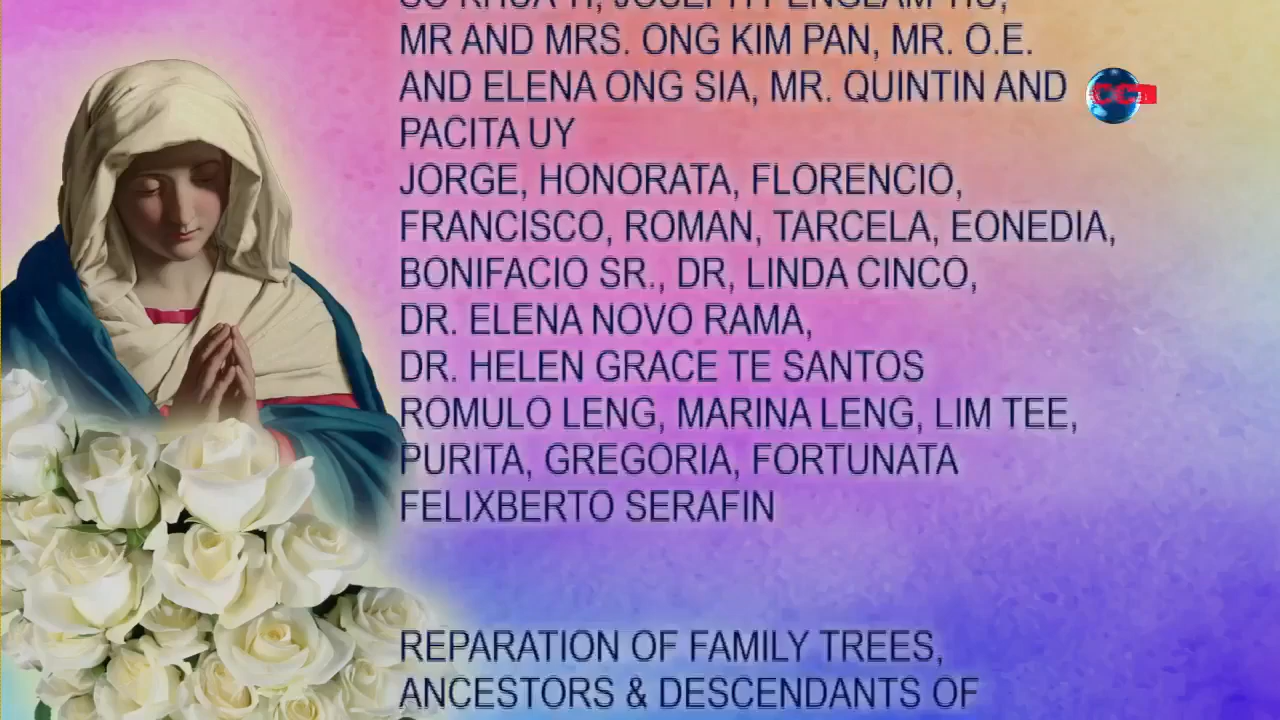 MR AND MRS. ONG KIM PAN, MR. O.E.
AND ELENA ONG SIA, MR. QUINTIN AND
PACITA UY
JORGE, HONORATA, FLORENCIO,
FRANCISCO, ROMAN, TARCELA, EONEDIA,
BONIFACIO SR., DR, LINDA CINCO,
DR. ELENA NOVO RAMA,
DR. HELEN GRACE TE SANTOS
ROMULO LENG, MARINA LENG, LIM TEE,
PURITA, GREGORIA, FORTUNATA
FELIXBERTO SERAFIN
REPARATION OF FAMILY TREES,
ANCESTORS & DESCENDANTS OF